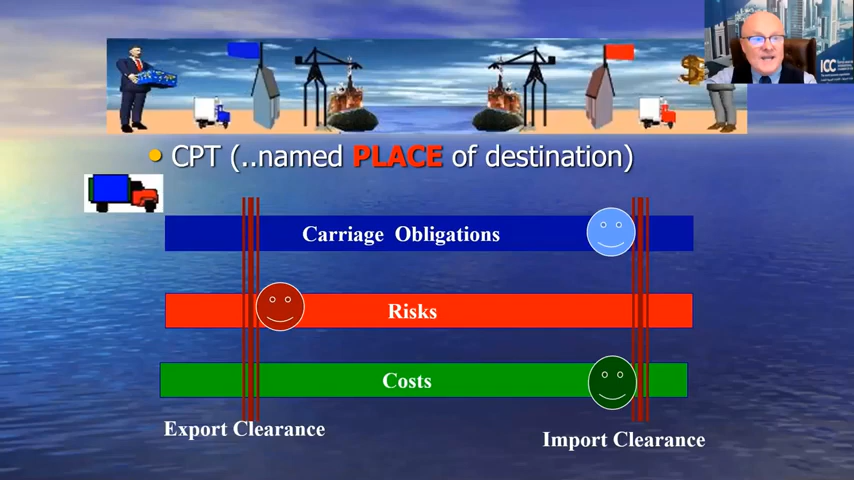 ICC
CPT (..named PLACE of destination)
Carriage Obligations
Risks
Costs
Export Clearance
Import Clearance